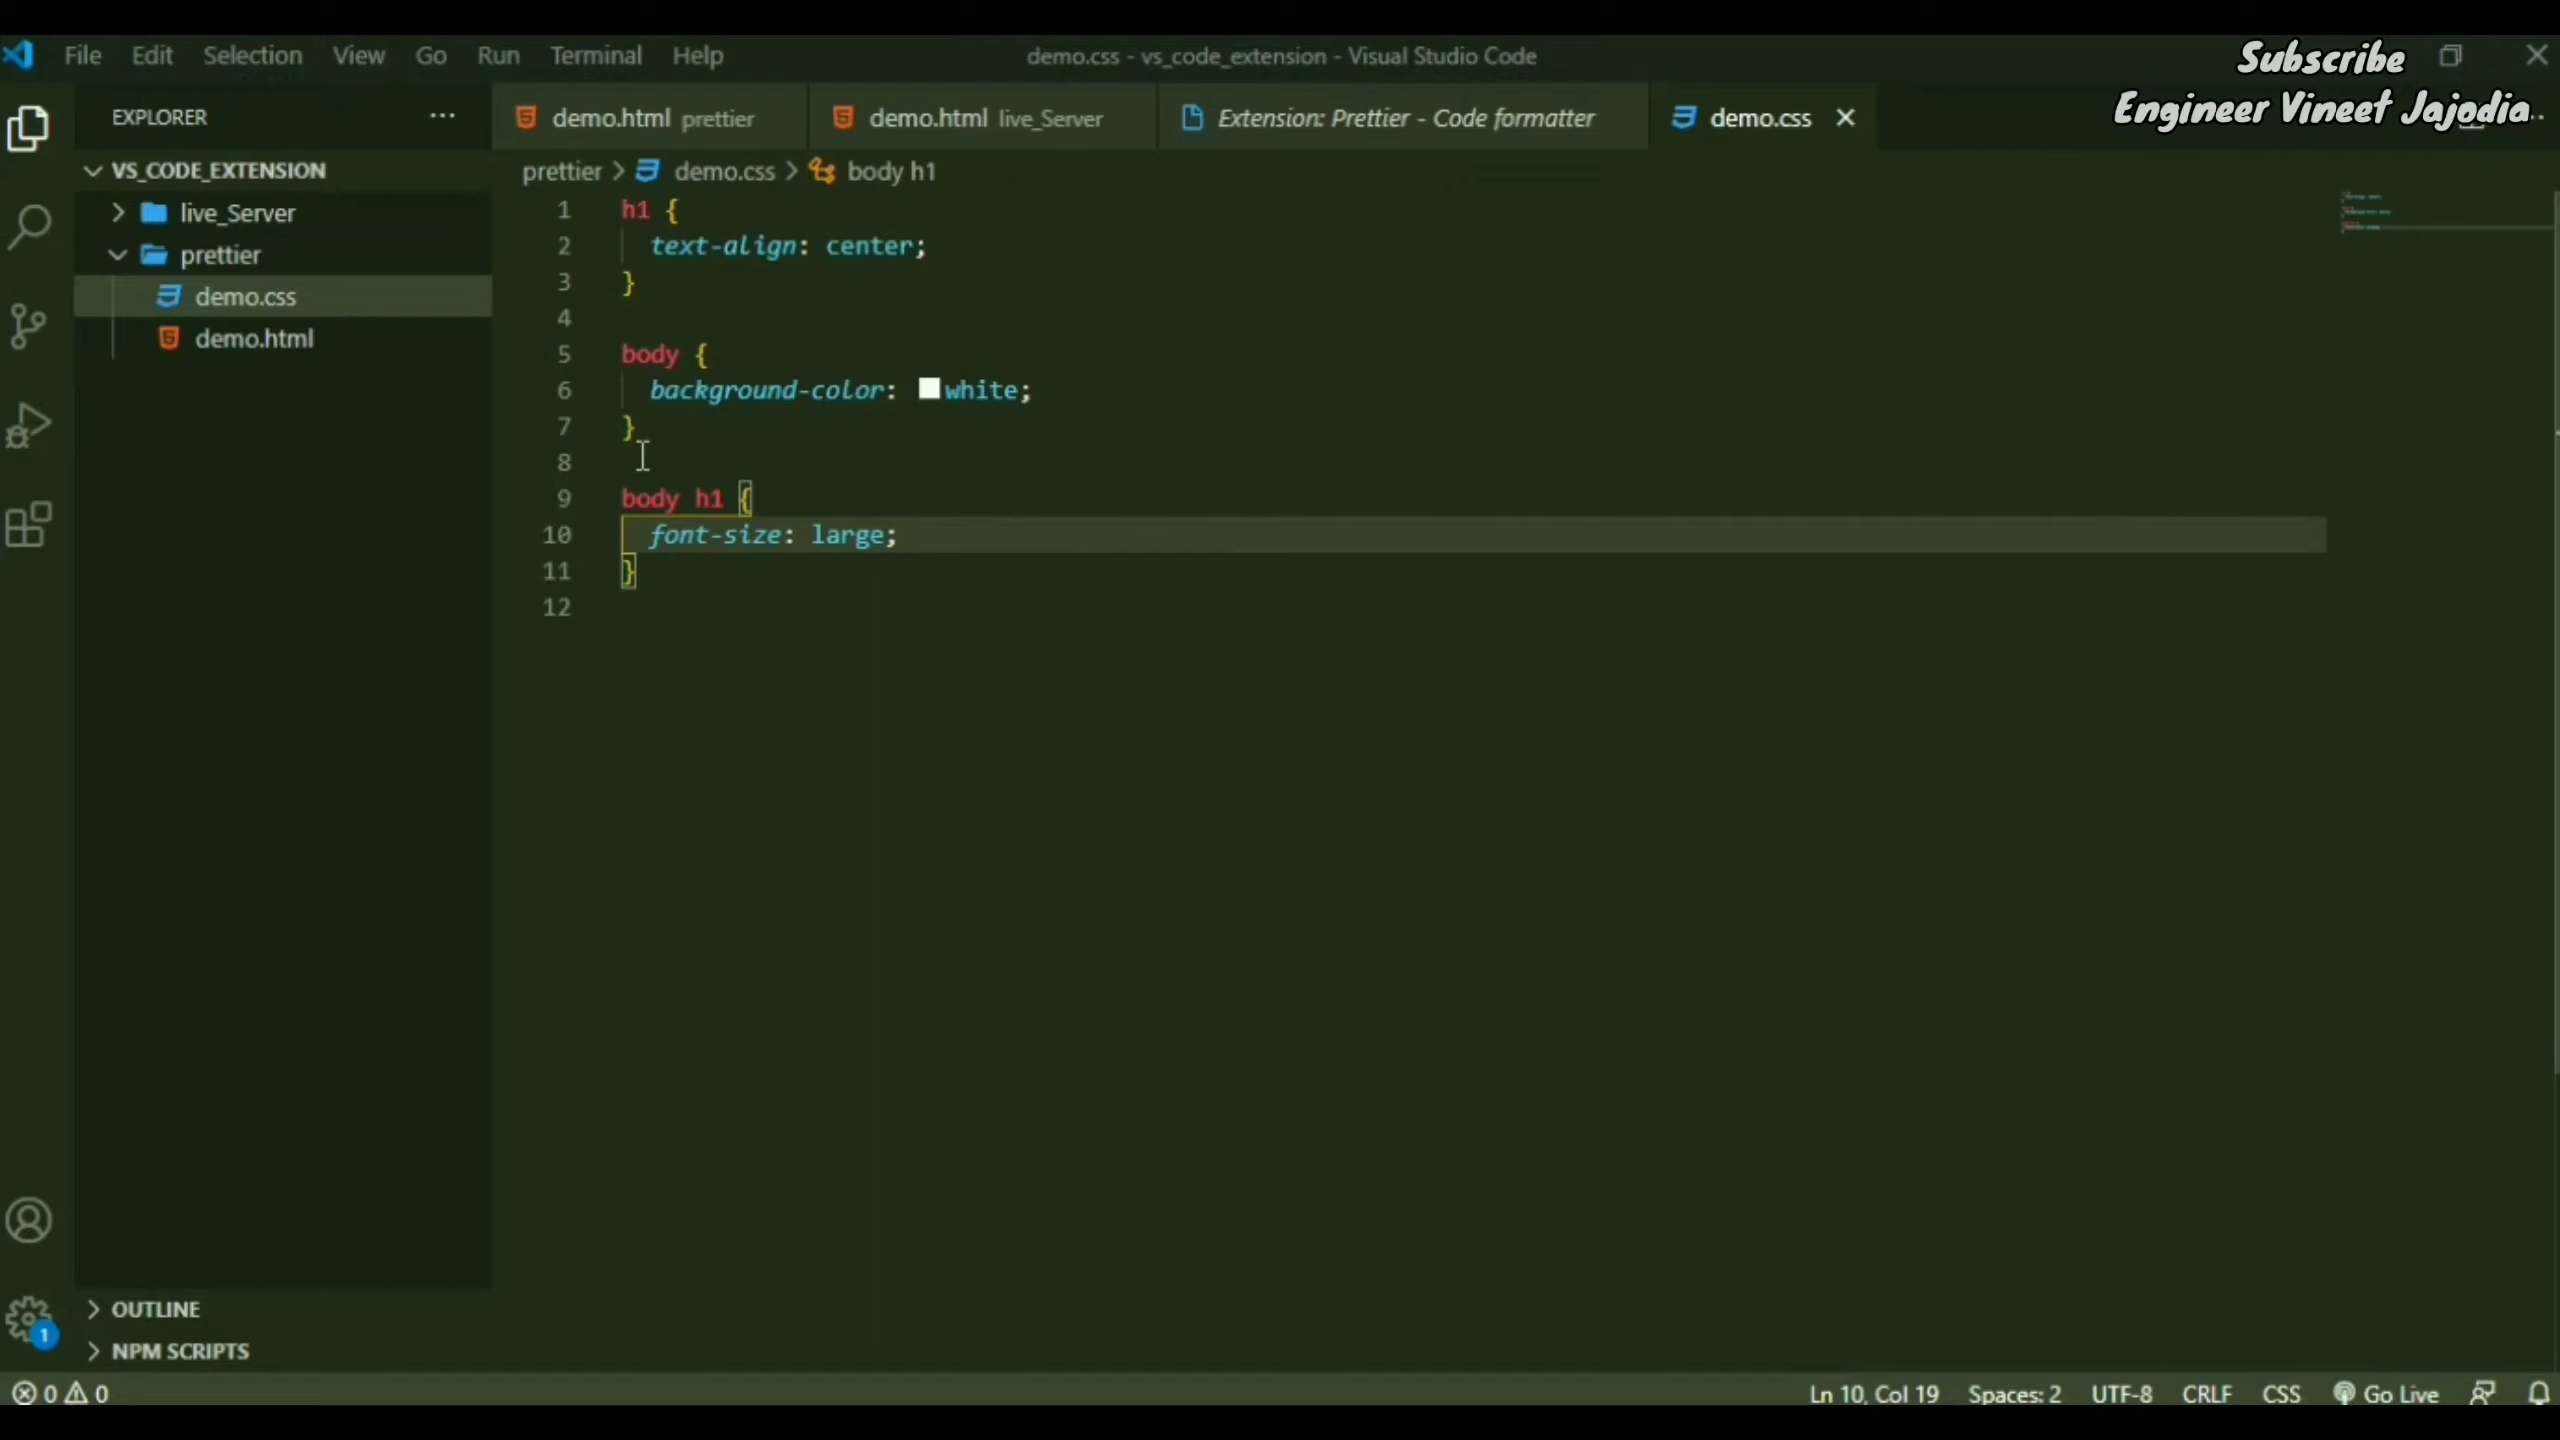 File Edit Selection View Go Run Terminal Help
demo.css - vs_code_extension - Visual Studio Code
Subscribe
Engineer Vineet Jajodia
EXPLORER
demo.html prettier
demo.html live_Server
Extension: Prettier - Code formatter
demo.css
VS_CODE_EXTENSION
live_Server
prettier
demo.css
demo.html
prettier > demo.css > body h1
1 h1 {
2 text-align: center;
3 }
4
5 body {
6 background-color: white;
7 }
8
9 body h1 {
10 font-size: large;
11 }
12
OUTLINE
NPM SCRIPTS
1
0 0
Ln 10, Col 19 Spaces: 2 UTF-8 CRLF CSS Go Live